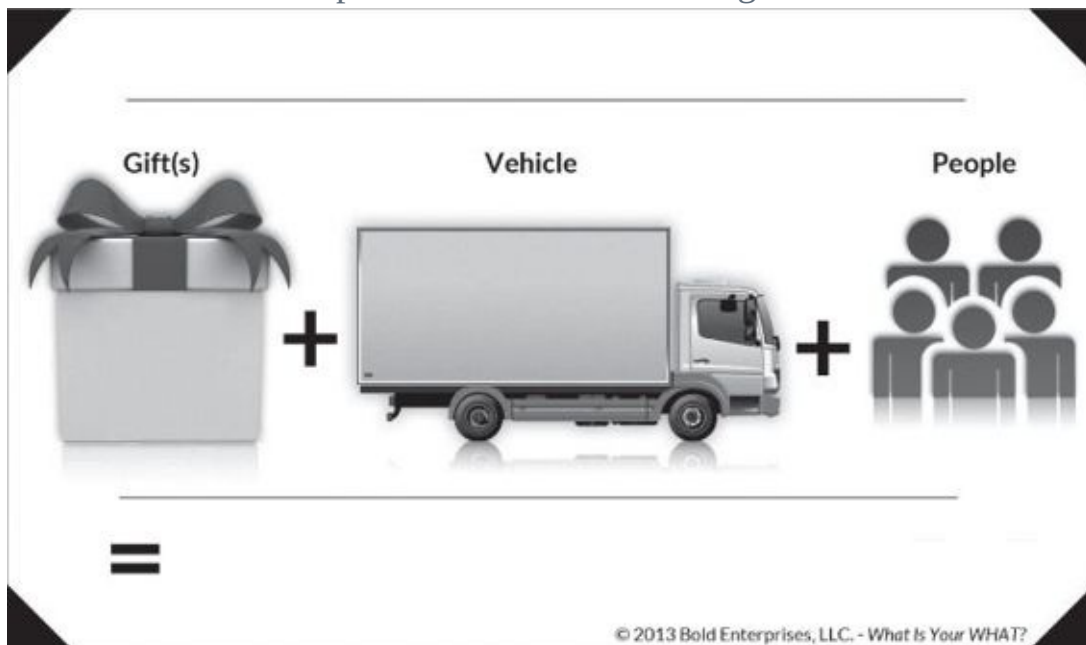 Gift(s) Vehicle People
+ +
=
© 2013 Bold Enterprises, LLC. - What Is Your WHAT?